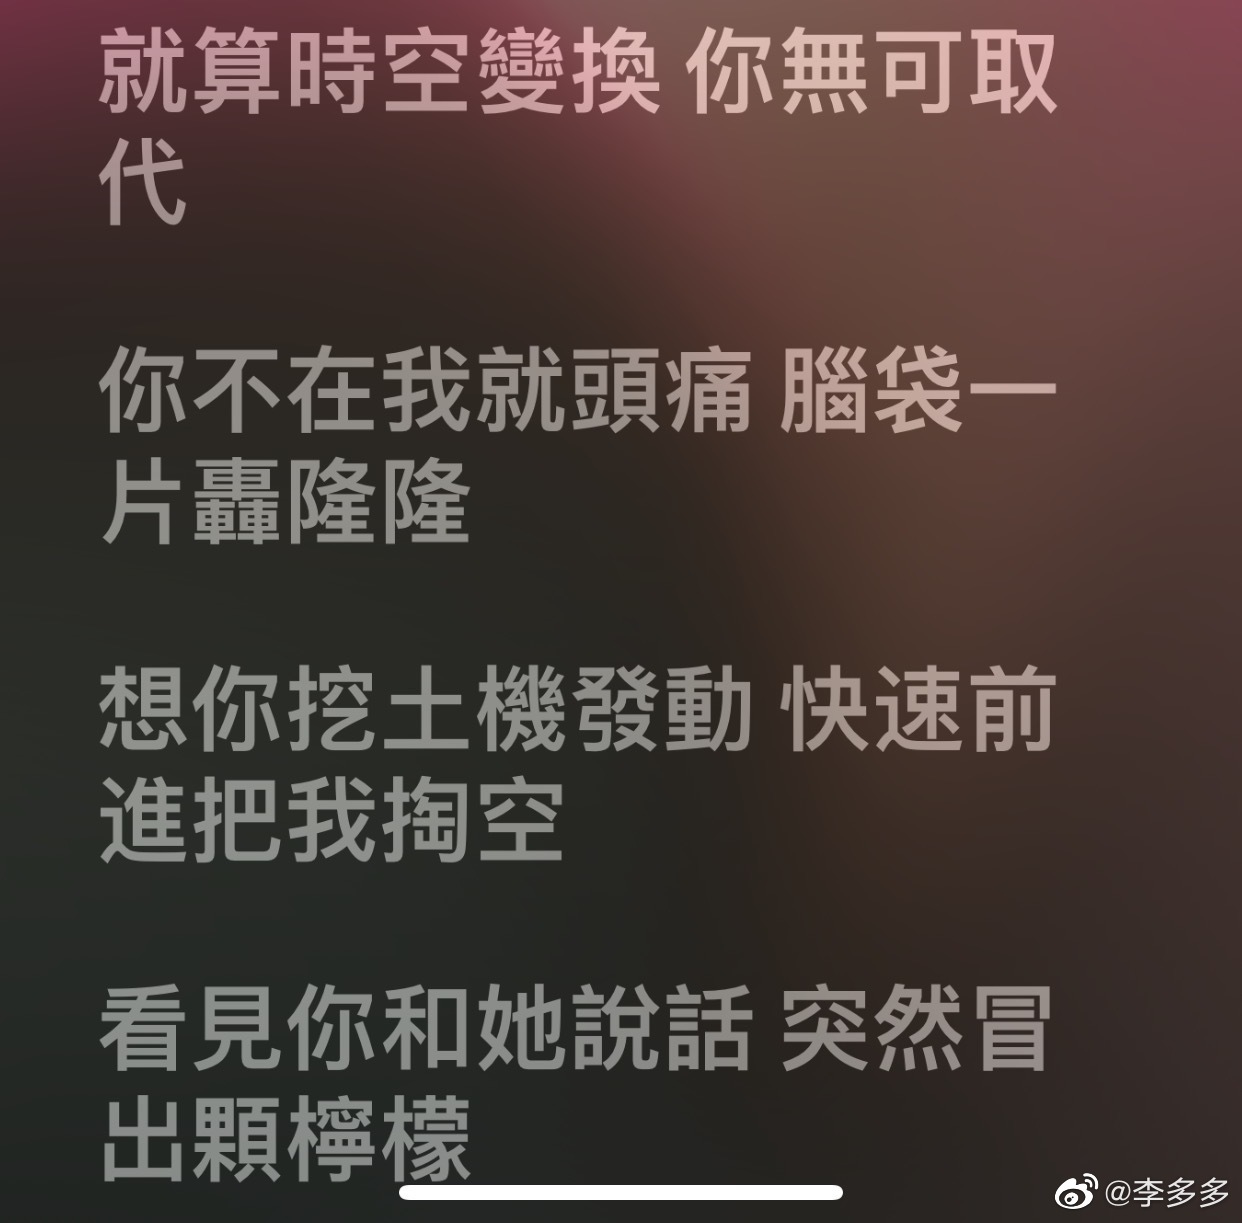 就算時空變換 你無可取
代
你不在我就頭痛 腦袋一
片轟隆隆
想你挖土機發動 快速前
進把我掏空
看見你和她說話 突然冒
出顆檸檬
@李多多